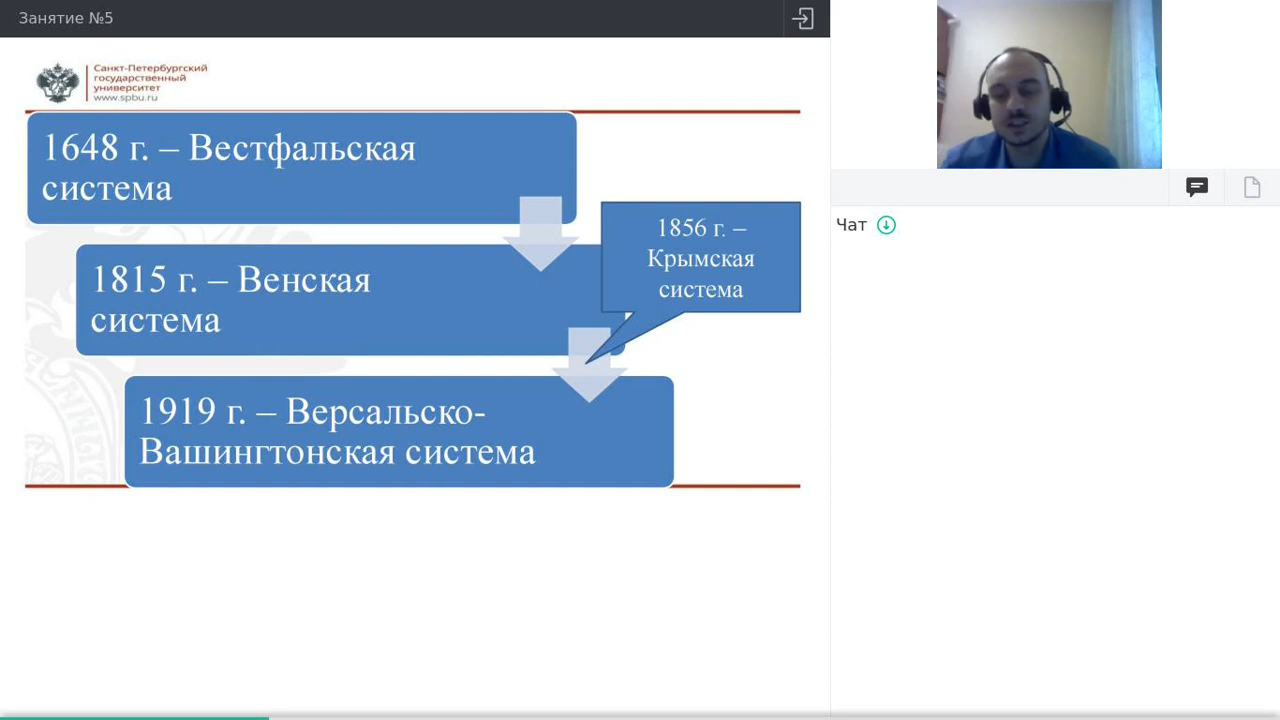 Занятие №5
Санкт-Петербургский
государственный
университет
www.spbu.ru
1648 г. – Вестфальская
система
1856 г. –
Крымская
система
1815 г. – Венская
система
1919 г. – Версальско-
Вашингтонская система
Чат